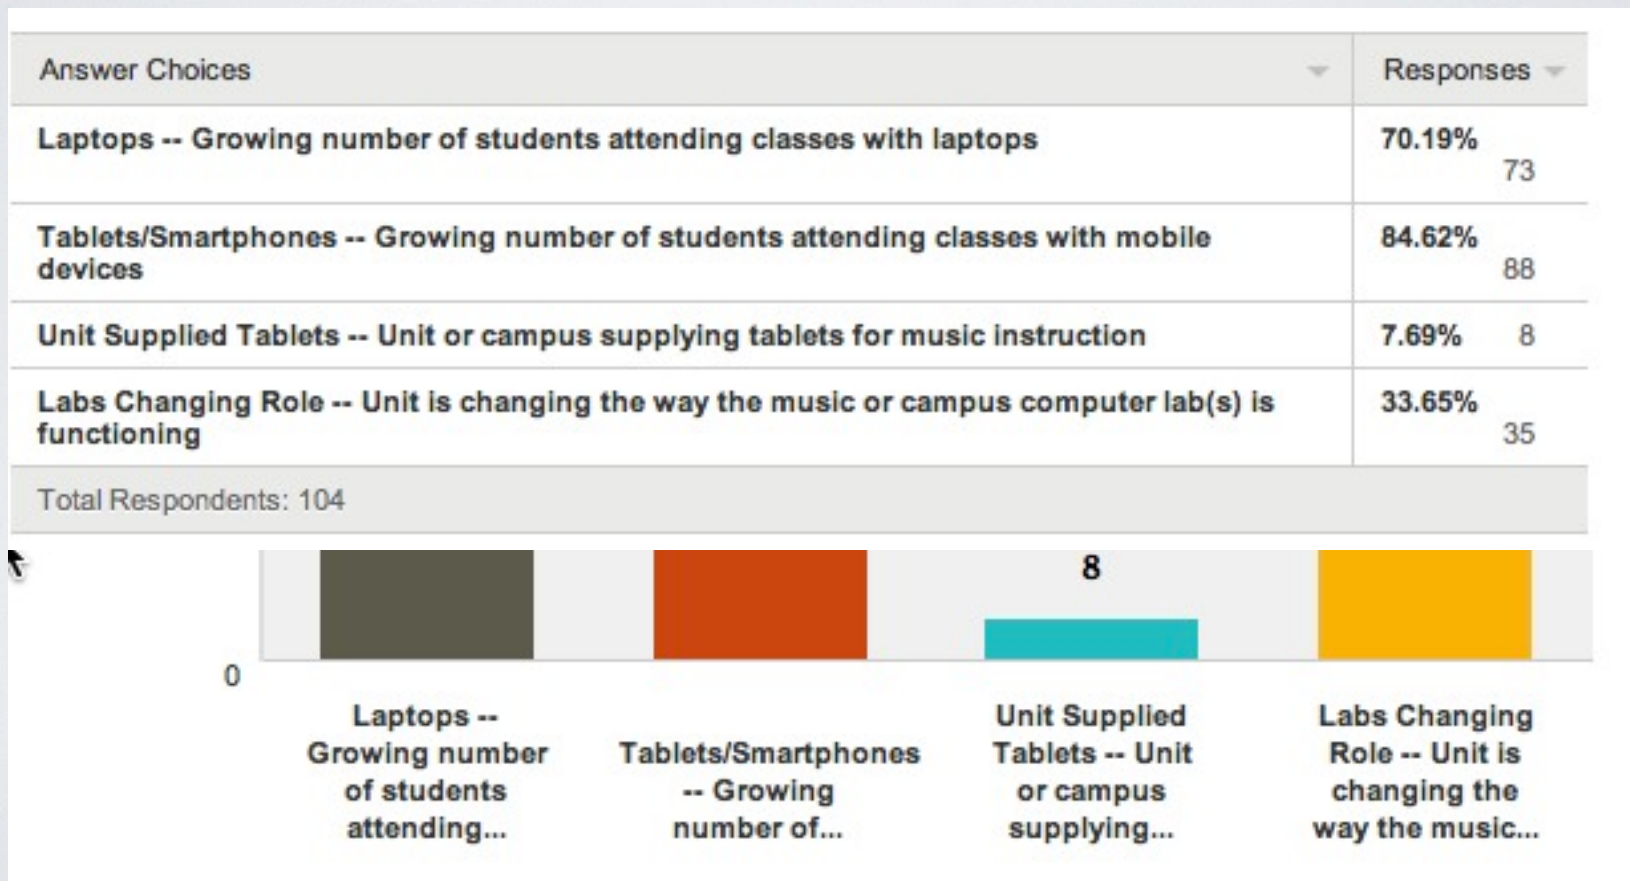 Answer Choices Responses
Laptops -- Growing number of students attending classes with laptops 70.19%
73
Tablets/Smartphones -- Growing number of students attending classes with mobile 84.62%
devices 88
Unit Supplied Tablets -- Unit or campus supplying tablets for music instruction 7.69% 8
Labs Changing Role -- Unit is changing the way the music or campus computer lab(s) is 33.65%
functioning 35
Total Respondents: 104
8
0
Laptops --
Growing number
of students
attending...
Tablets/Smartphones
-- Growing
number of...
Unit Supplied
Tablets -- Unit
or campus
supplying...
Labs Changing
Role -- Unit is
changing the
way the music...